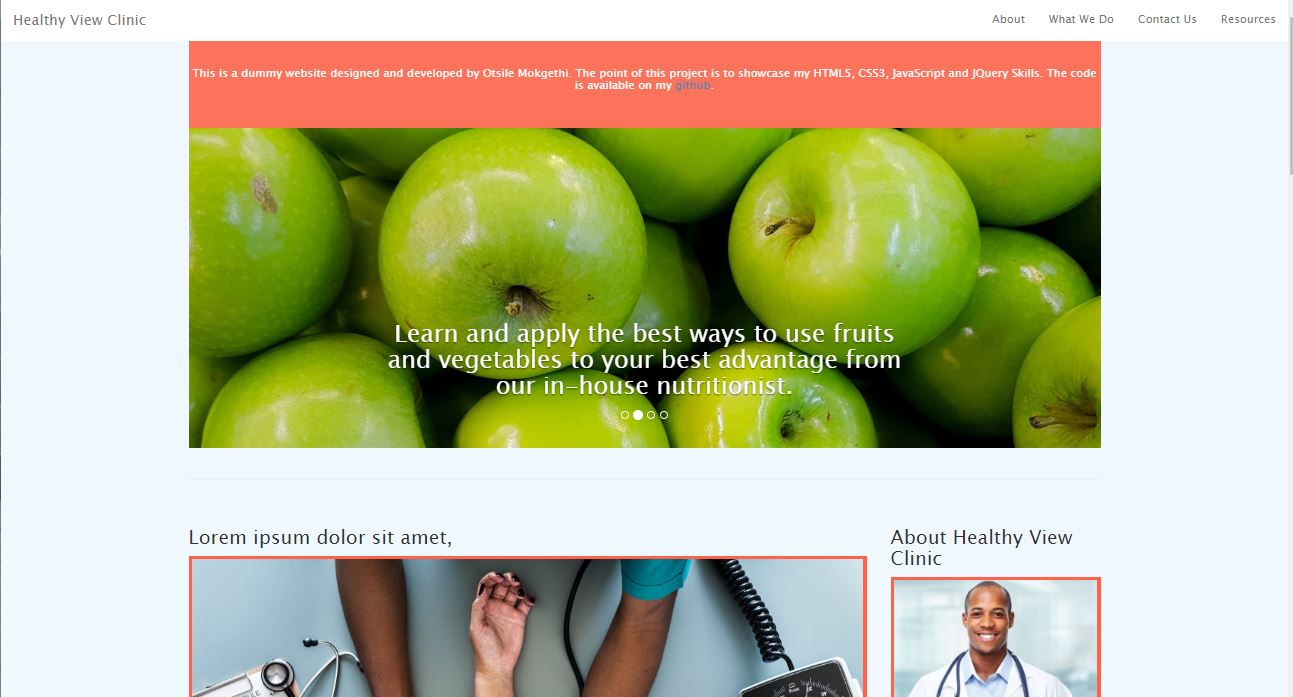 Healthy View Clinic
About What We Do Contact Us Resources
This is a dummy website designed and developed by Otsile Mokgethi. The point of this project is to showcase my HTML5, CSS3, JavaScript and JQuery Skills. The code
is available on my github.
Learn and apply the best ways to use fruits
and vegetables to your best advantage from
our in-house nutritionist.
Lorem ipsum dolor sit amet,
About Healthy View
Clinic